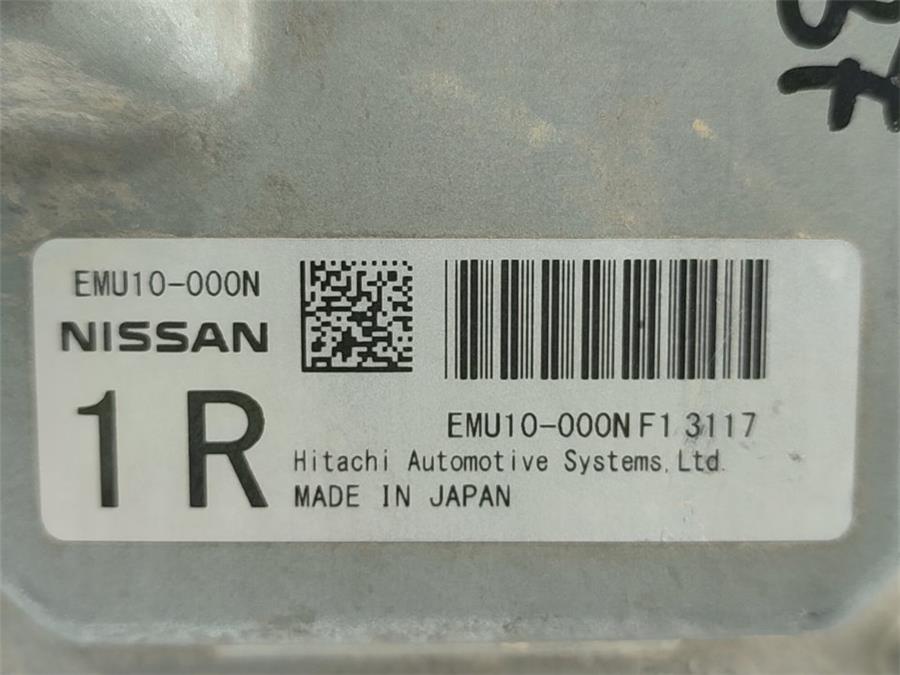 EMU10-000N
NISSAN
1R
EMU10-000N F1 3117
Hitachi Automotive Systems,Ltd.
MADE IN JAPAN